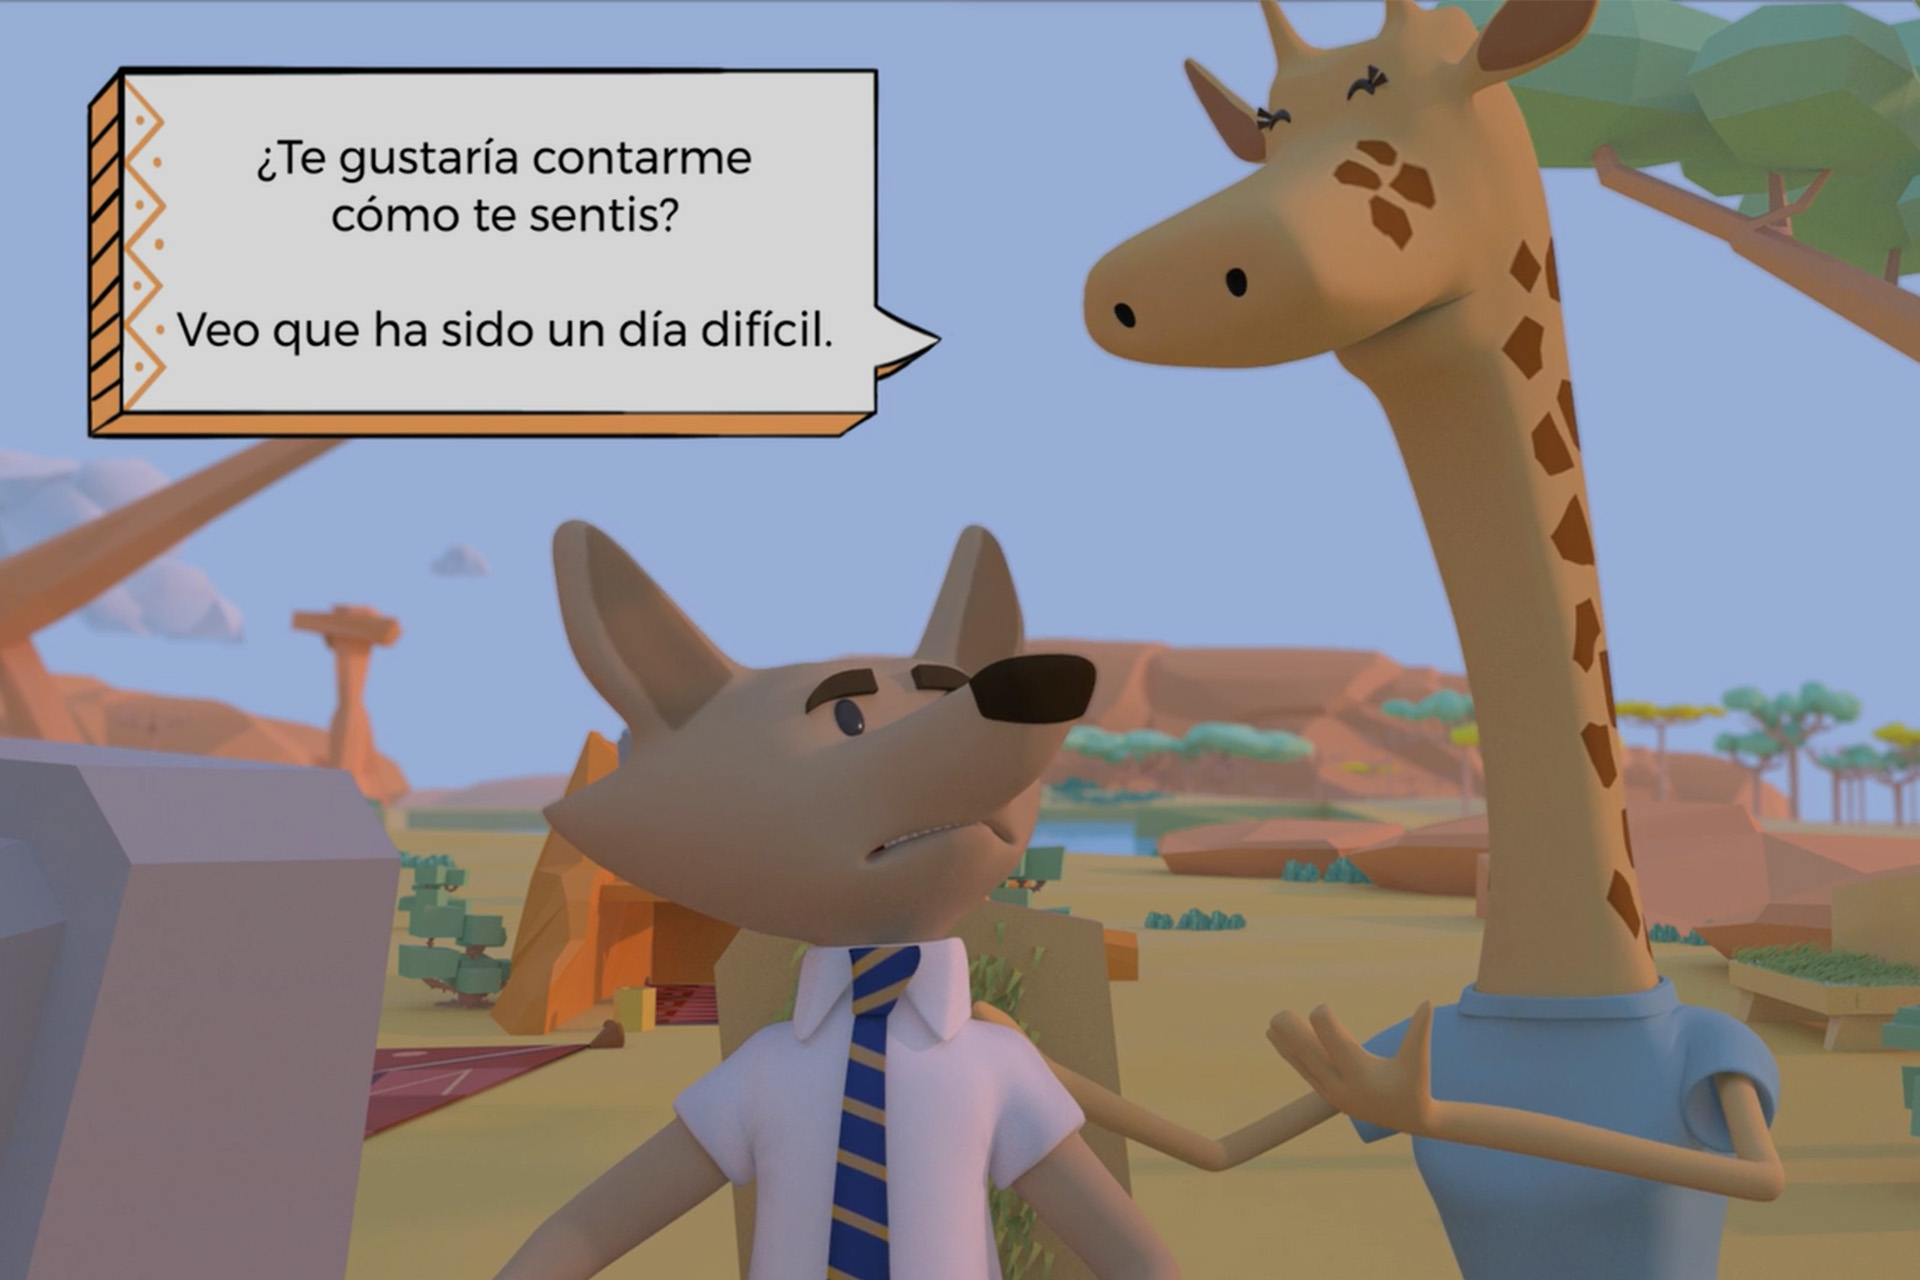 ¿Te gustaría contarme
cómo te sentis?
Veo que ha sido un día difícil.